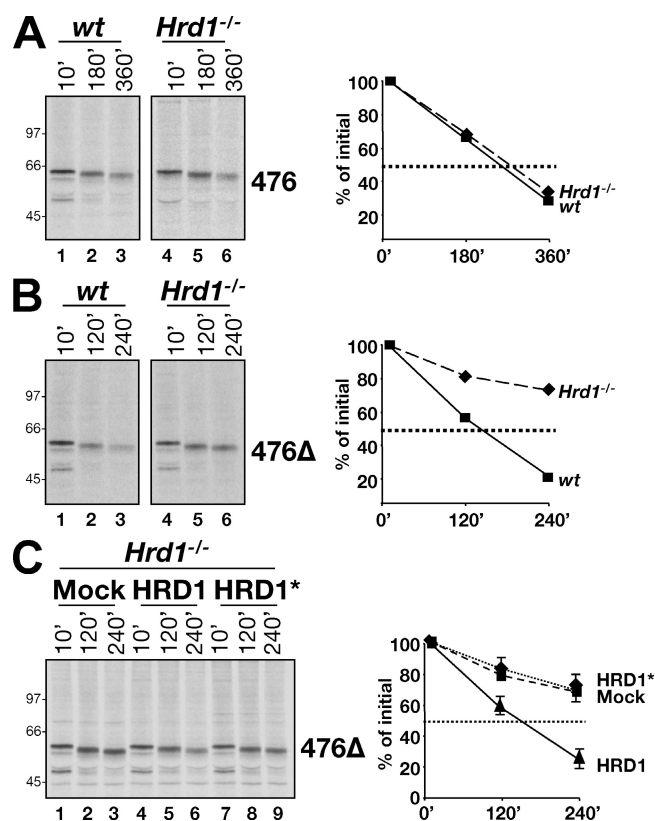 A
wt Hrd1-/-
10' 180' 360' 10' 180' 360'
97-
66-
45-
476
1 2 3 4 5 6
% of initial
100
80
60
40
20
Hrd1-/-
wt
0' 180' 360'
B
wt Hrd1-/-
10' 120' 240' 10' 120' 240'
97-
66-
45-
476Δ
1 2 3 4 5 6
% of initial
100
80
60
40
20
Hrd1-/-
wt
0' 120' 240'
C
Hrd1-/-
Mock HRD1 HRD1*
10' 120' 240' 10' 120' 240' 10' 120' 240'
97-
66-
45-
476Δ
1 2 3 4 5 6 7 8 9
% of initial
100
80
60
40
20
0
HRD1*
Mock
HRD1
0' 120' 240'